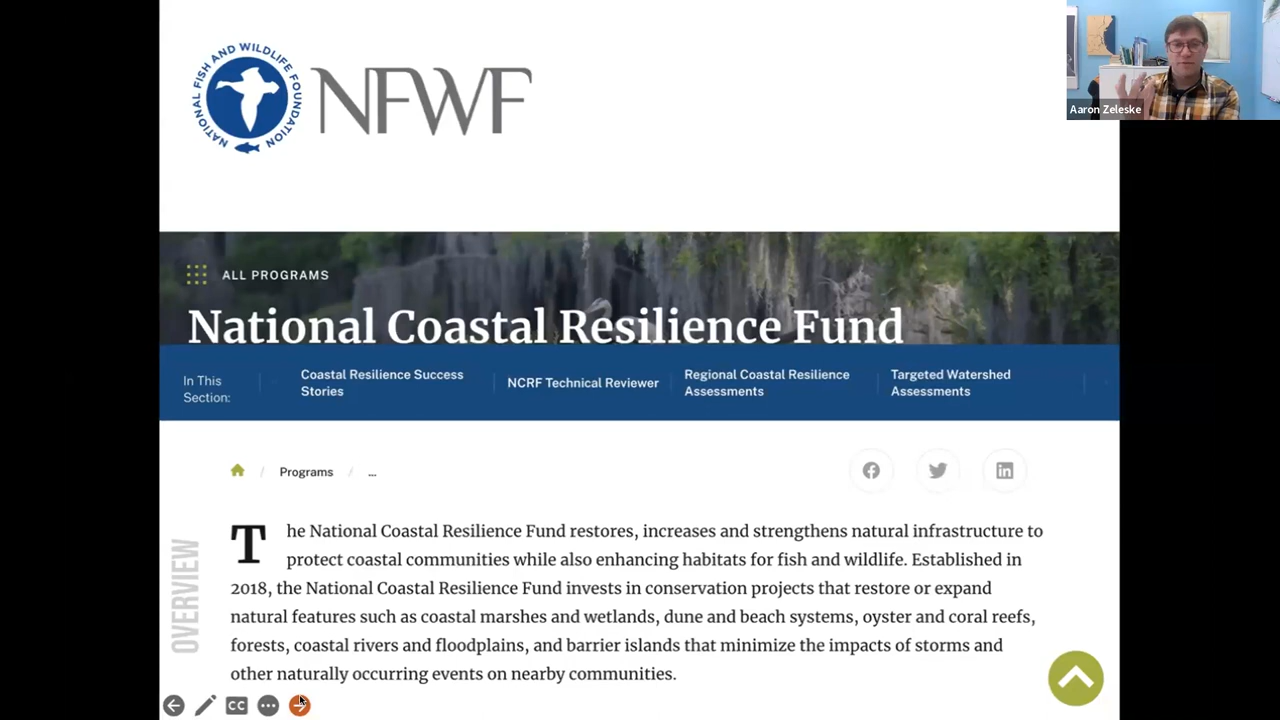 NATIONAL FISH AND WILDLIFE FOUNDATION
NFWF
Aaron Zeleske
ALL PROGRAMS
National Coastal Resilience Fund
In This
Section:
Coastal Resilience Success
Stories
NCRF Technical Reviewer
Regional Coastal Resilience
Assessments
Targeted Watershed
Assessments
/ Programs / ...
OVERVIEW
The National Coastal Resilience Fund restores, increases and strengthens natural infrastructure to
protect coastal communities while also enhancing habitats for fish and wildlife. Established in
2018, the National Coastal Resilience Fund invests in conservation projects that restore or expand
natural features such as coastal marshes and wetlands, dune and beach systems, oyster and coral reefs,
forests, coastal rivers and floodplains, and barrier islands that minimize the impacts of storms and
other naturally occurring events on nearby communities.
CC